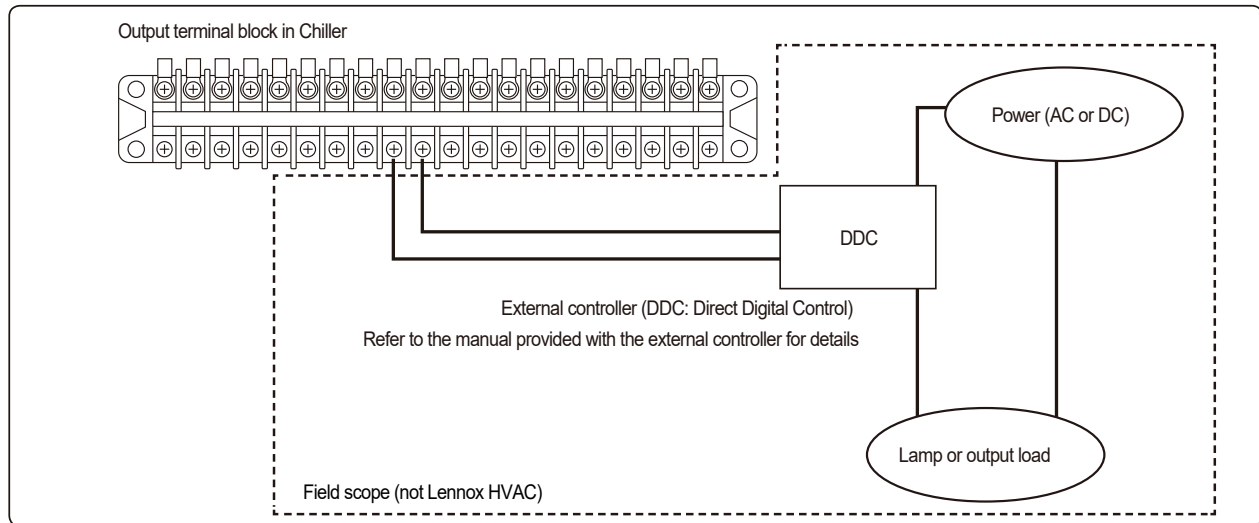 Output terminal block in Chiller
Power (AC or DC)
DDC
External controller (DDC: Direct Digital Control)
Refer to the manual provided with the external controller for details
Lamp or output load
Field scope (not Lennox HVAC)